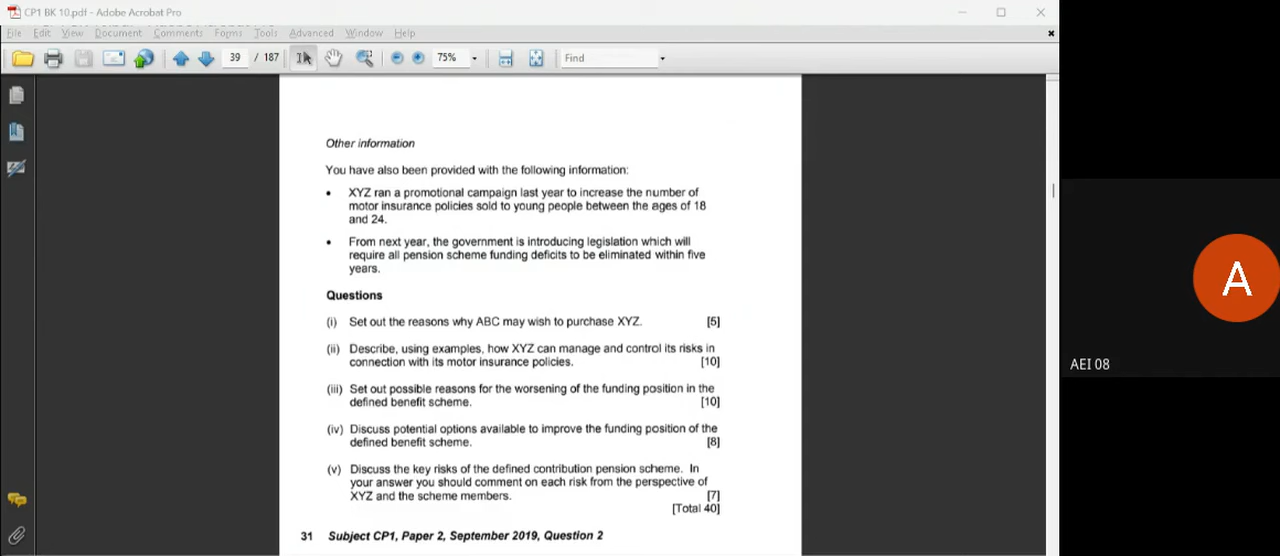 CP1 BK 10.pdf - Adobe Acrobat Pro
File Edit View Document Comments Forms Tools Advanced Window Help
39 / 187 75% Find
Other information
You have also been provided with the following information:
• XYZ ran a promotional campaign last year to increase the number of
motor insurance policies sold to young people between the ages of 18
and 24.
• From next year, the government is introducing legislation which will
require all pension scheme funding deficits to be eliminated within five
years.
Questions
(i) Set out the reasons why ABC may wish to purchase XYZ. [5]
(ii) Describe, using examples, how XYZ can manage and control its risks in
connection with its motor insurance policies. [10]
(iii) Set out possible reasons for the worsening of the funding position in the
defined benefit scheme. [10]
(iv) Discuss potential options available to improve the funding position of the
defined benefit scheme. [8]
(v) Discuss the key risks of the defined contribution pension scheme. In
your answer you should comment on each risk from the perspective of
XYZ and the scheme members. [7]
[Total 40]
31 Subject CP1, Paper 2, September 2019, Question 2
A
AEI 08